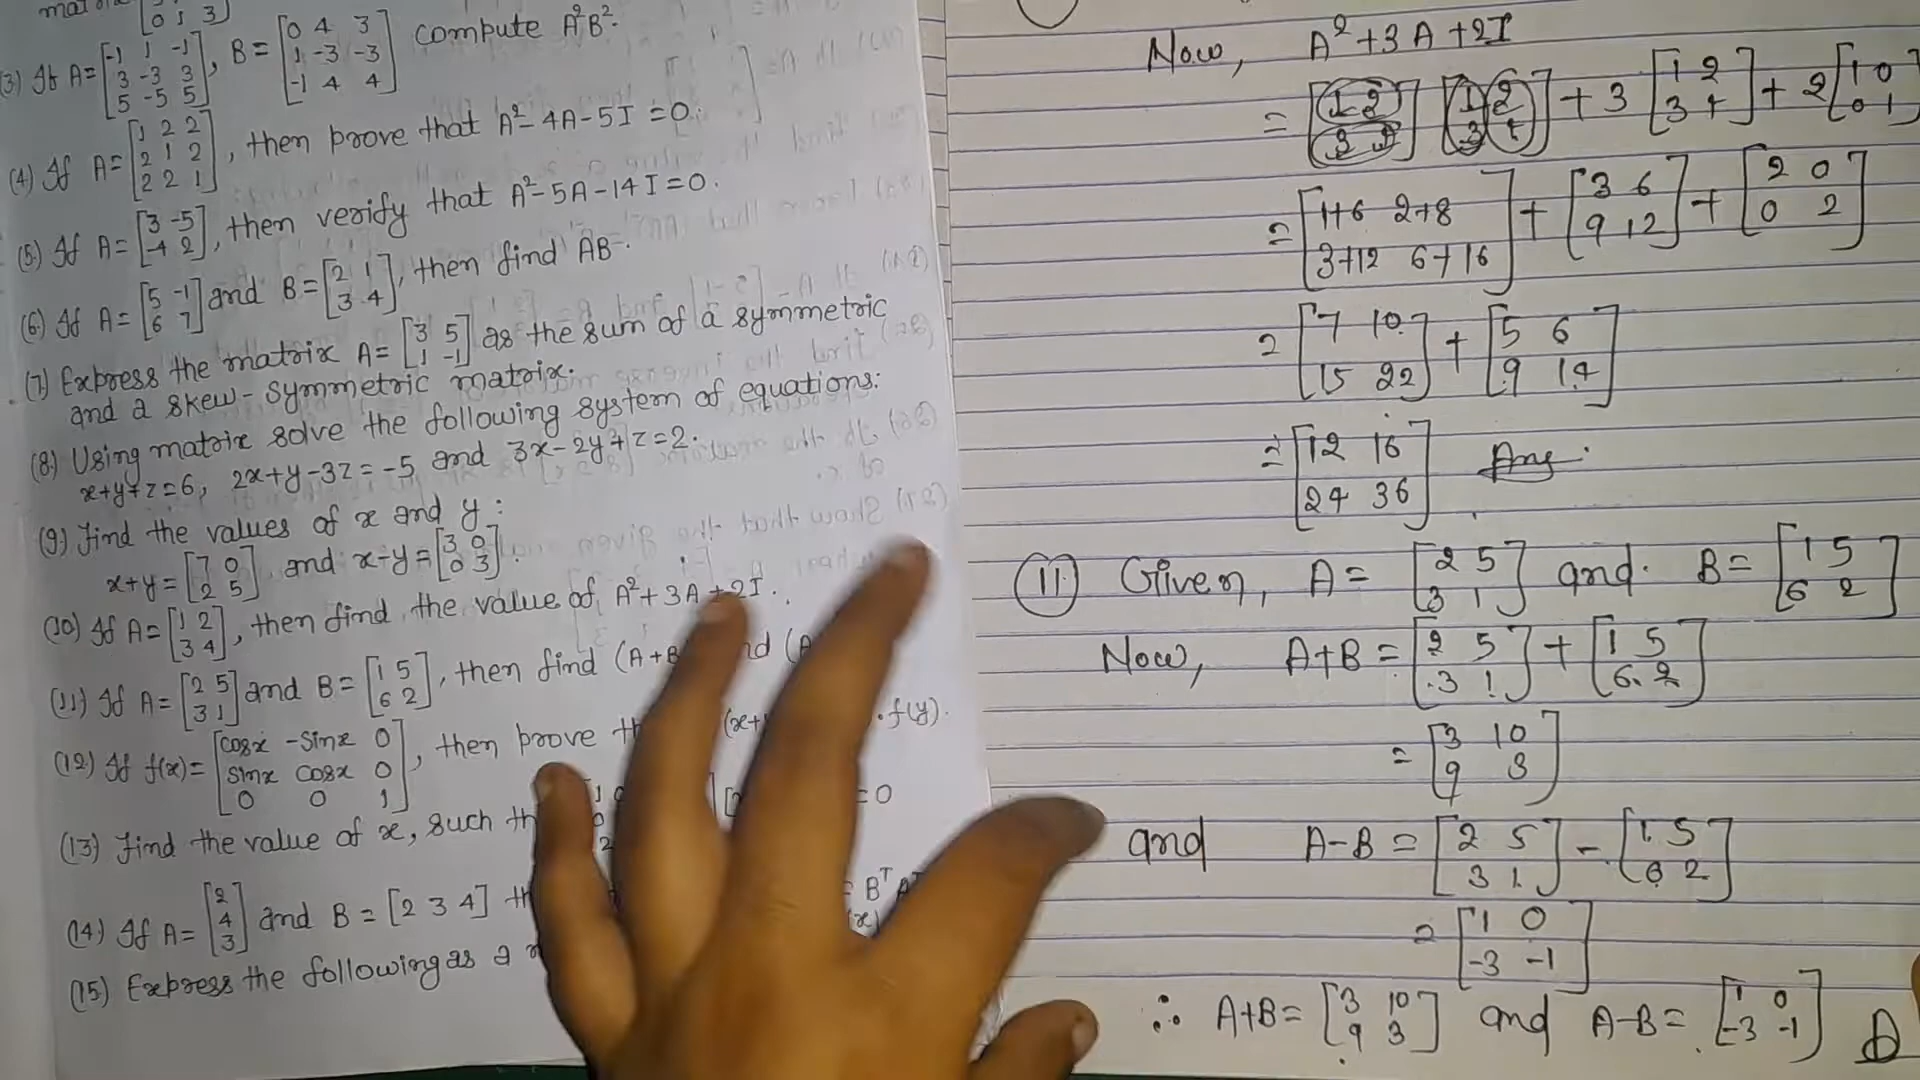 0 1 3
(3) If A = [-1 1 -1; 3 -3 3; 5 -5 5], B = [0 4 3; 1 -3 -3; -1 4 4] compute A²B².
(4) If A = [1 2 2; 2 1 2; 2 2 1], then prove that A² - 4A - 5I = 0.
(5) If A = [3 -5; -4 2], then verify that A² - 5A - 14I = 0.
(6) If A = [5 -1; 6 7] and B = [2 1; 3 4], then find AB.
(7) Express the matrix A = [3 5; 1 -1] as the sum of a symmetric
and a skew-symmetric matrix.
(8) Using matrix solve the following system of equations:
x+y+z=6, 2x+y-3z=-5 and 3x-2y+z=2.
(9) Find the values of x and y :
x+y = [7 0; 2 5] and x-y = [3 0; 0 3].
(10) If A = [1 2; 3 4], then find the value of A² + 3A + 2I.
(11) If A = [2 5; 3 1] and B = [1 5; 6 2], then find (A+B
(12) If f(x) = [cosx -sinx 0; sinx cosx 0; 0 0 1], then prove .f(y).
(13) Find the value of x, such =0
(14) If A = [2; 4; 3] and B = [2 3 4] BᵀAᵀ
(15) Express the following as a
Now, A² + 3A + 2I
= [1 2; 3 4] [1 2; 3 4] + 3 [1 2; 3 4] + 2 [1 0; 0 1]
= [1+6 2+8; 3+12 6+16] + [3 6; 9 12] + [2 0; 0 2]
= [7 10; 15 22] + [5 6; 9 14]
= [12 16; 24 36] Ans.
(11) Given, A = [2 5; 3 1] and B = [1 5; 6 2]
Now, A+B = [2 5; 3 1] + [1 5; 6 2]
= [3 10; 9 3]
and A-B = [2 5; 3 1] - [1 5; 6 2]
= [1 0; -3 -1]
∴ A+B = [3 10; 9 3] and A-B = [1 0; -3 -1]